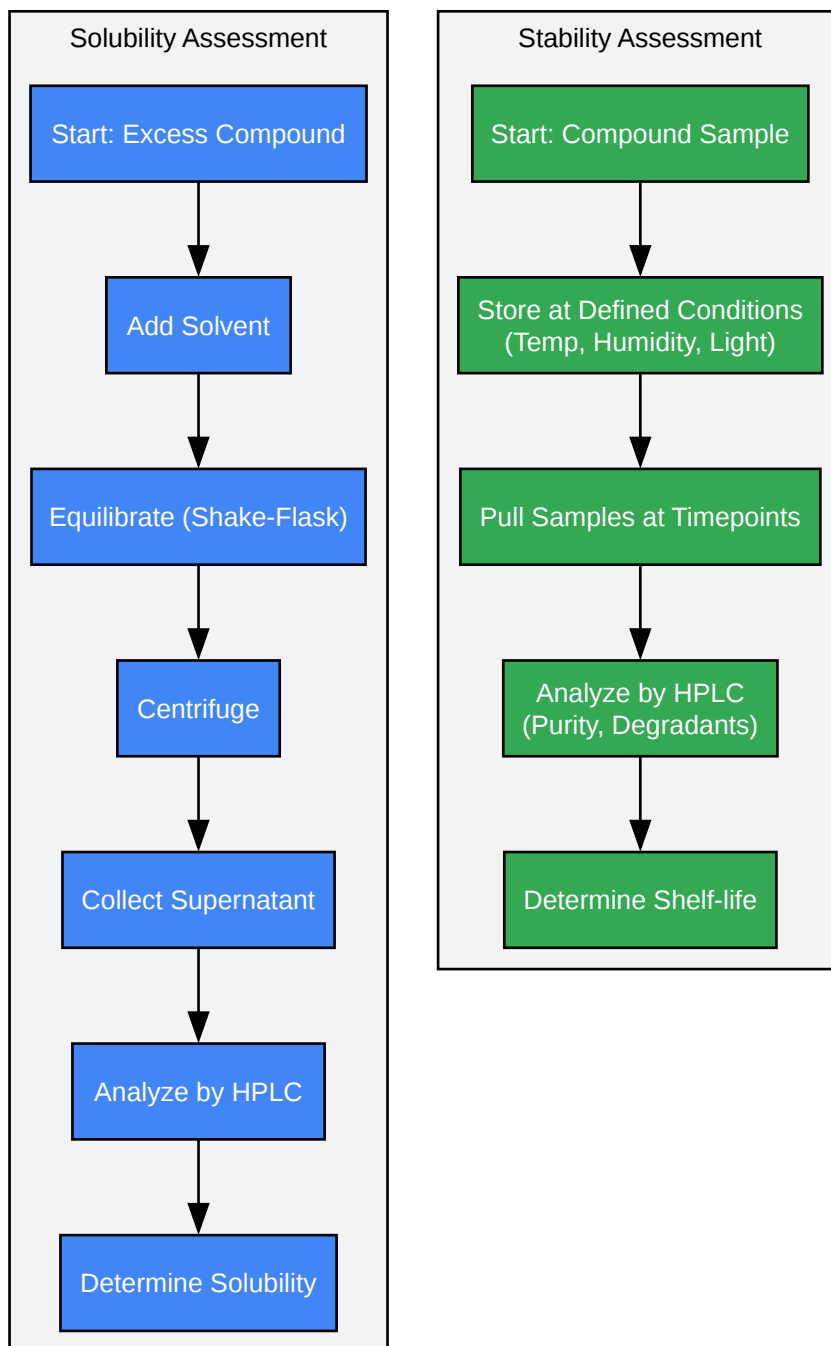 Solubility Assessment
Start: Excess Compound
Add Solvent
Equilibrate (Shake-Flask)
Centrifuge
Collect Supernatant
Analyze by HPLC
Determine Solubility
Stability Assessment
Start: Compound Sample
Store at Defined Conditions
(Temp, Humidity, Light)
Pull Samples at Timepoints
Analyze by HPLC
(Purity, Degradants)
Determine Shelf-life